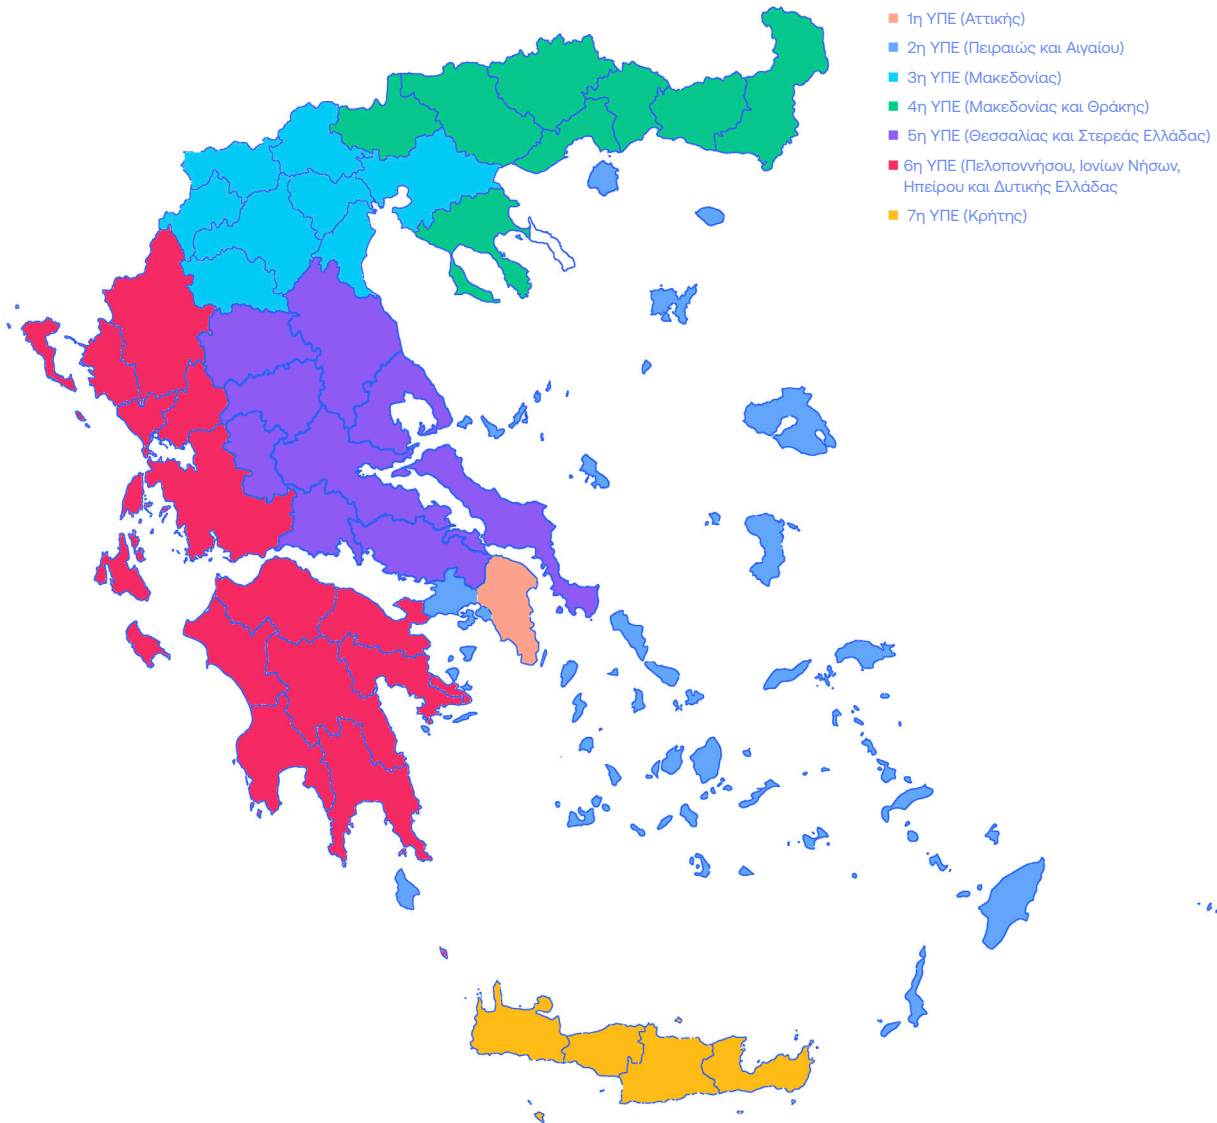 1η ΥΠΕ (Αττικής)
2η ΥΠΕ (Πειραιώς και Αιγαίου)
3η ΥΠΕ (Μακεδονίας)
4η ΥΠΕ (Μακεδονίας και Θράκης)
5η ΥΠΕ (Θεσσαλίας και Στερεάς Ελλάδας)
6η ΥΠΕ (Πελοποννήσου, Ιονίων Νήσων,
Ηπείρου και Δυτικής Ελλάδας
7η ΥΠΕ (Κρήτης)